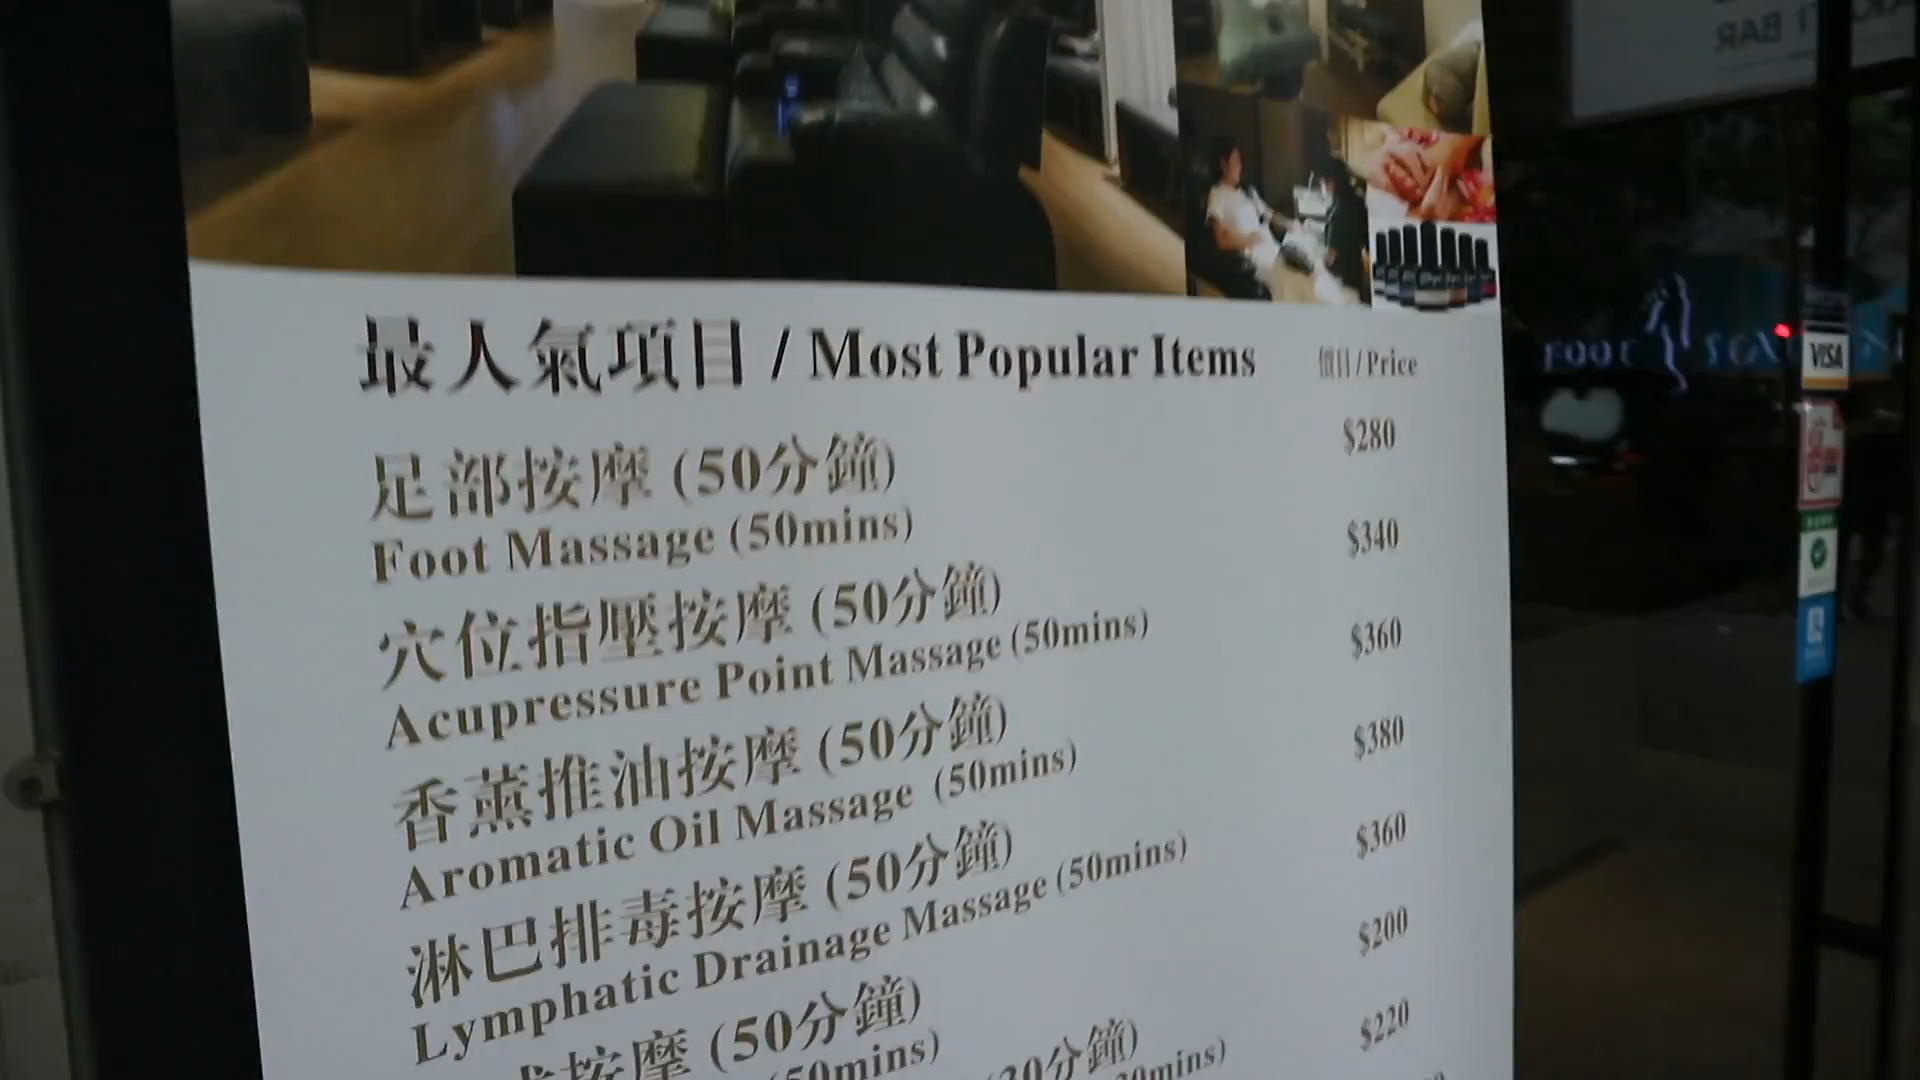 BAR
最人氣項目 / Most Popular Items
價目/Price
足部按摩 (50分鐘)
Foot Massage (50mins)
$280
穴位指壓按摩 (50分鐘)
Acupressure Point Massage (50mins)
$340
香薰推油按摩 (50分鐘)
Aromatic Oil Massage (50mins)
$360
淋巴排毒按摩 (50分鐘)
Lymphatic Drainage Massage (50mins)
$380
式按摩 (50分鐘)
(50mins)
$360
$200
$220
FOOT
VISA